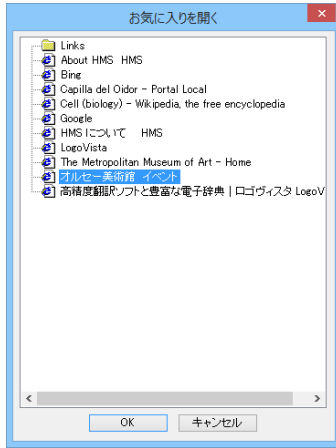 お気に入りを開く
Links
About HMS HMS
Bing
Capilla del Oidor - Portal Local
Cell (biology) - Wikipedia, the free encyclopedia
Google
HMS について HMS
LogoVista
The Metropolitan Museum of Art - Home
オルセー美術館 イベント
高精度翻訳ソフトと豊富な電子辞典 | ロゴヴィスタ LogoV
OK キャンセル